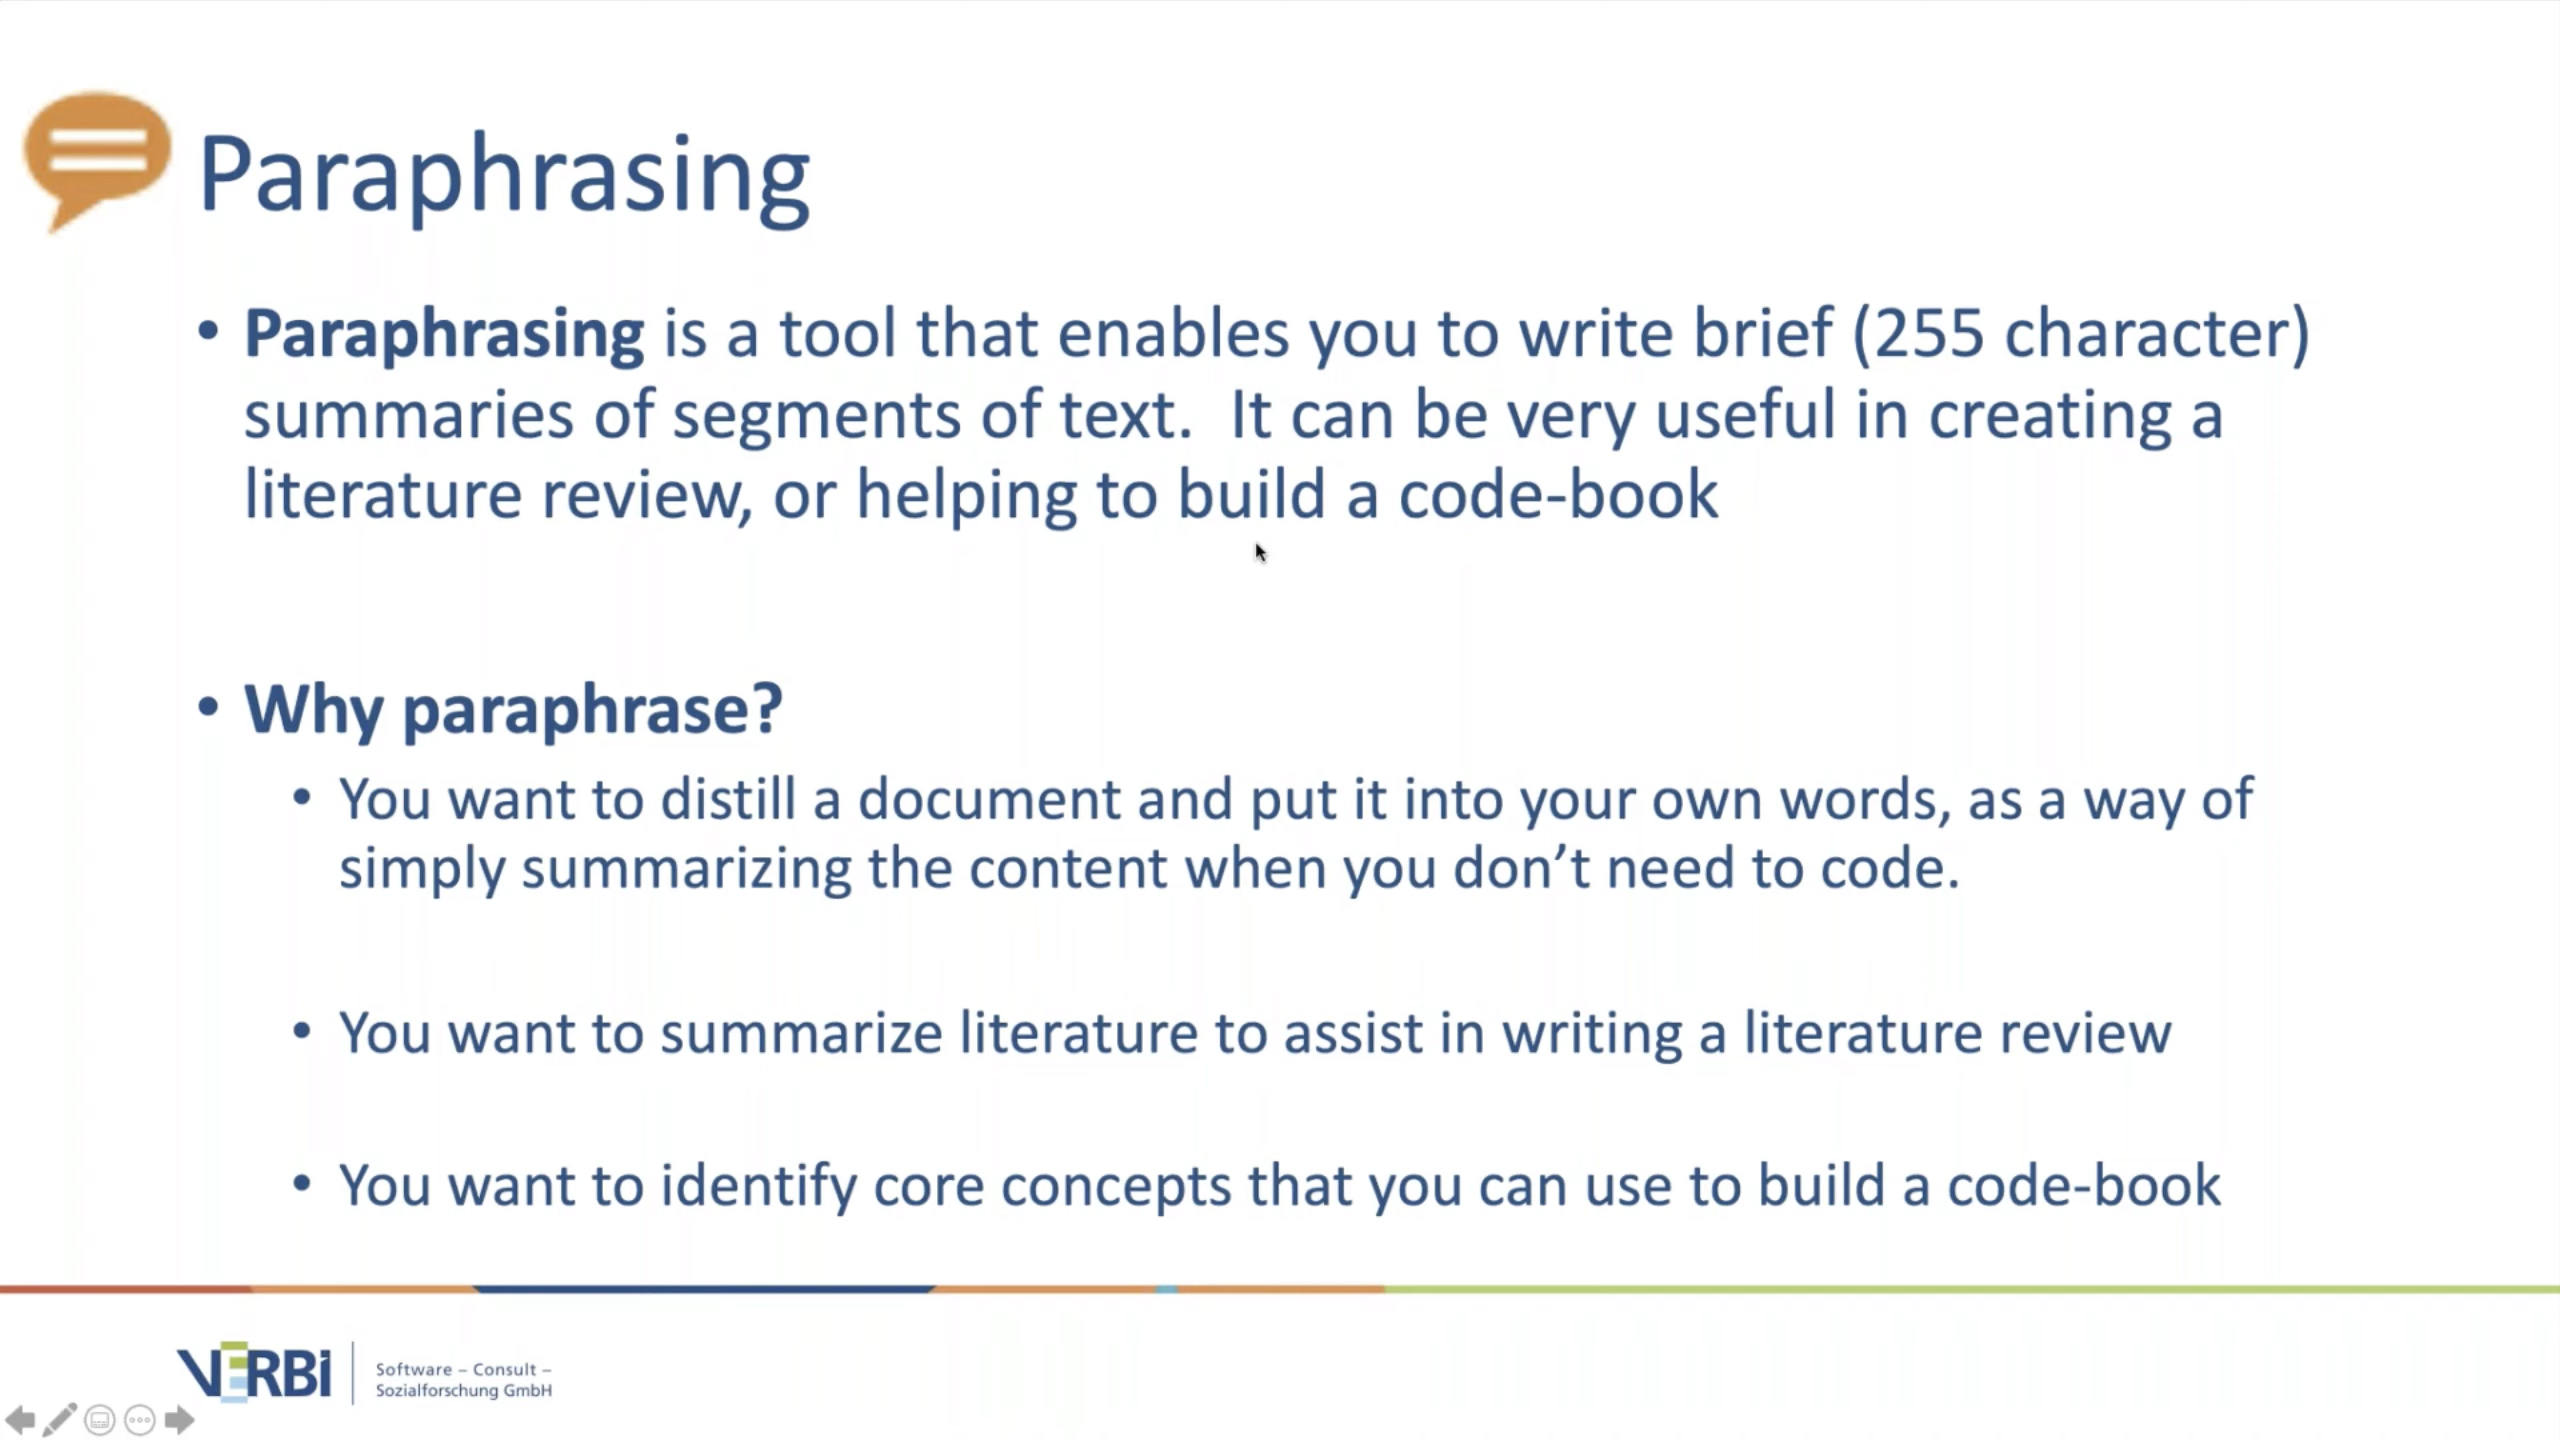 Paraphrasing
• Paraphrasing is a tool that enables you to write brief (255 character)
summaries of segments of text.  It can be very useful in creating a
literature review, or helping to build a code-book
• Why paraphrase?
• You want to distill a document and put it into your own words, as a way of
simply summarizing the content when you don’t need to code.
• You want to summarize literature to assist in writing a literature review
• You want to identify core concepts that you can use to build a code-book
VERBI
Software – Consult –
Sozialforschung GmbH